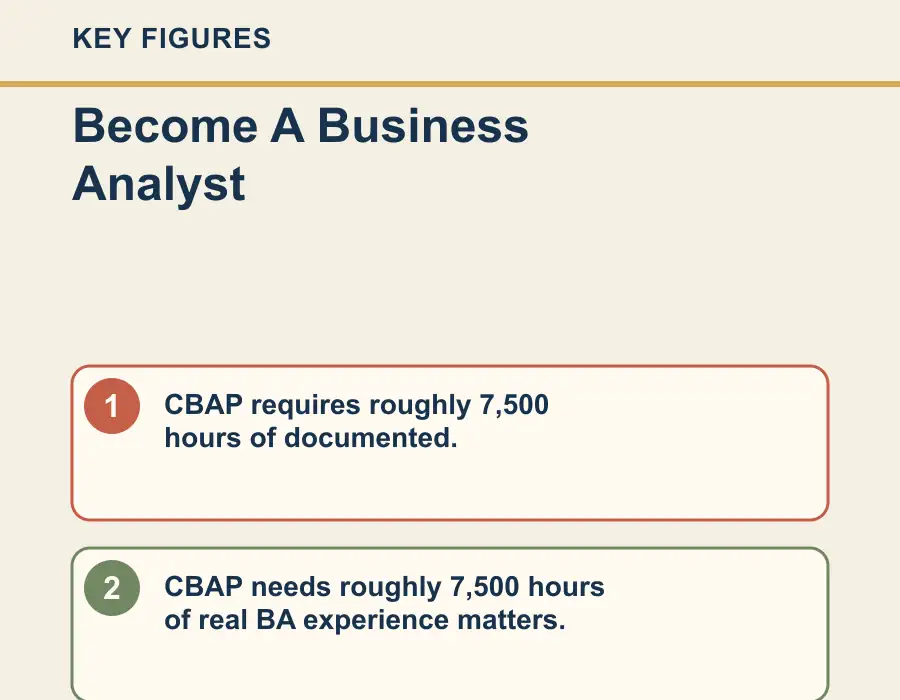 KEY FIGURES
Become A Business
Analyst
1
CBAP requires roughly 7,500
hours of documented.
2
CBAP needs roughly 7,500 hours
of real BA experience matters.